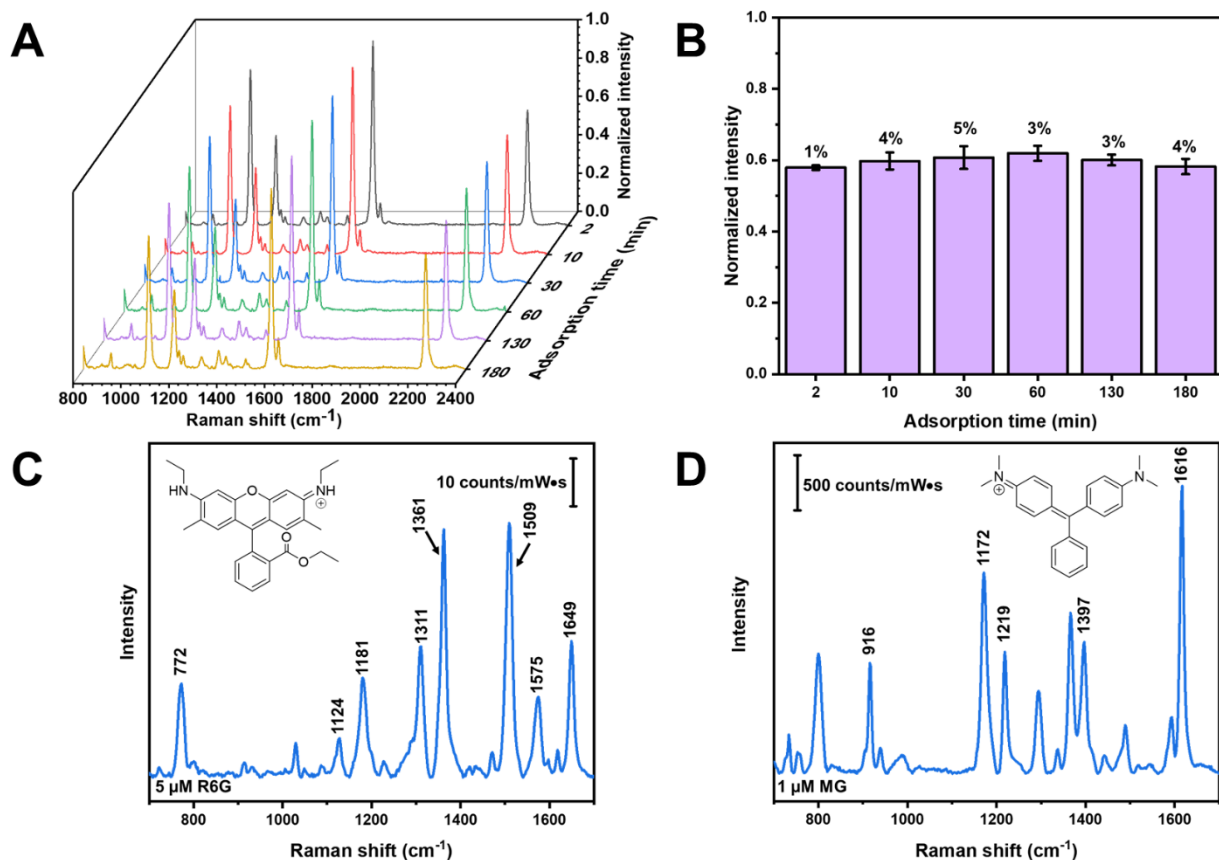 A
1.0
0.8
0.6
0.4
0.2
0.0
Normalized intensity
2
10
30
60
130
180
Adsorption time (min)
800 1000 1200 1400 1600 1800 2000 2200 2400
Raman shift (cm-1)
B
1.0
0.8
0.6
0.4
0.2
0.0
Normalized intensity
1% 4% 5% 3% 3% 4%
2 10 30 60 130 180
Adsorption time (min)
C
10 counts/mW•s
HN
O
NH
+
O
O
772
1124
1181
1311
1361
1509
1575
1649
Intensity
5 µM R6G
800 1000 1200 1400 1600
Raman shift (cm-1)
D
500 counts/mW•s
N
+
N
916
1172
1219
1397
1616
Intensity
1 µM MG
800 1000 1200 1400 1600
Raman shift (cm-1)